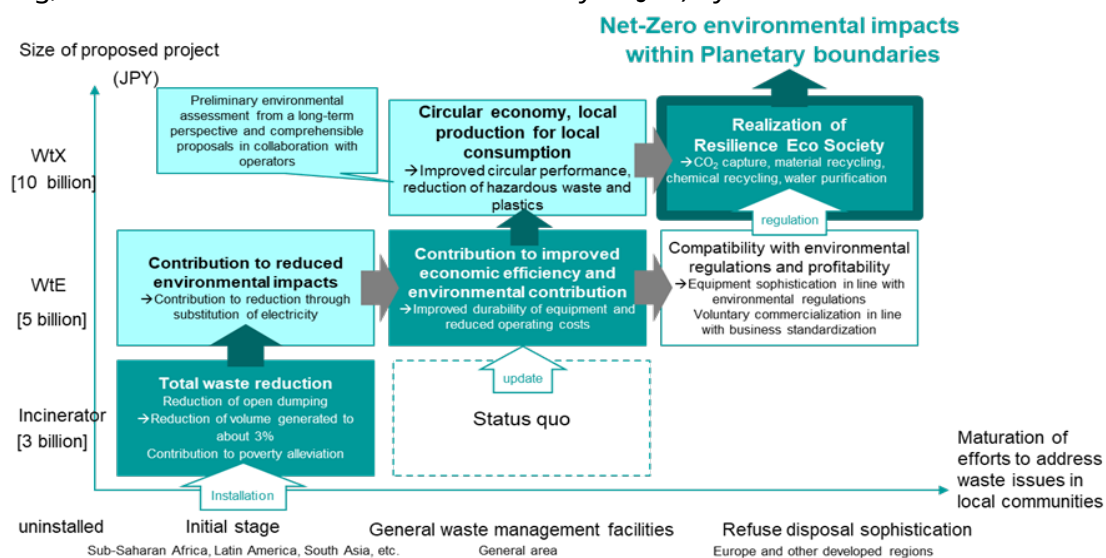 Net-Zero environmental impacts
within Planetary boundaries
Size of proposed project
(JPY)
Preliminary environmental
assessment from a long-term
perspective and comprehensible
proposals in collaboration with
operators
Circular economy, local
production for local
consumption
→Improved circular performance,
reduction of hazardous waste and
plastics
Realization of
Resilience Eco Society
→CO₂ capture, material recycling,
chemical recycling, water purification
WtX
[10 billion]
regulation
Contribution to reduced
environmental impacts
→Contribution to reduction through
substitution of electricity
Contribution to improved
economic efficiency and
environmental contribution
→Improved durability of equipment and
reduced operating costs
Compatibility with environmental
regulations and profitability
→Equipment sophistication in line with
environmental regulations
Voluntary commercialization in line
with business standardization
WtE
[5 billion]
Total waste reduction
Reduction of open dumping
→Reduction of volume generated to
about 3%
Contribution to poverty alleviation
update
Status quo
Incinerator
[3 billion]
Installation
Maturation of
efforts to address
waste issues in
local communities
uninstalled
Initial stage
Sub-Saharan Africa, Latin America, South Asia, etc.
General waste management facilities
General area
Refuse disposal sophistication
Europe and other developed regions